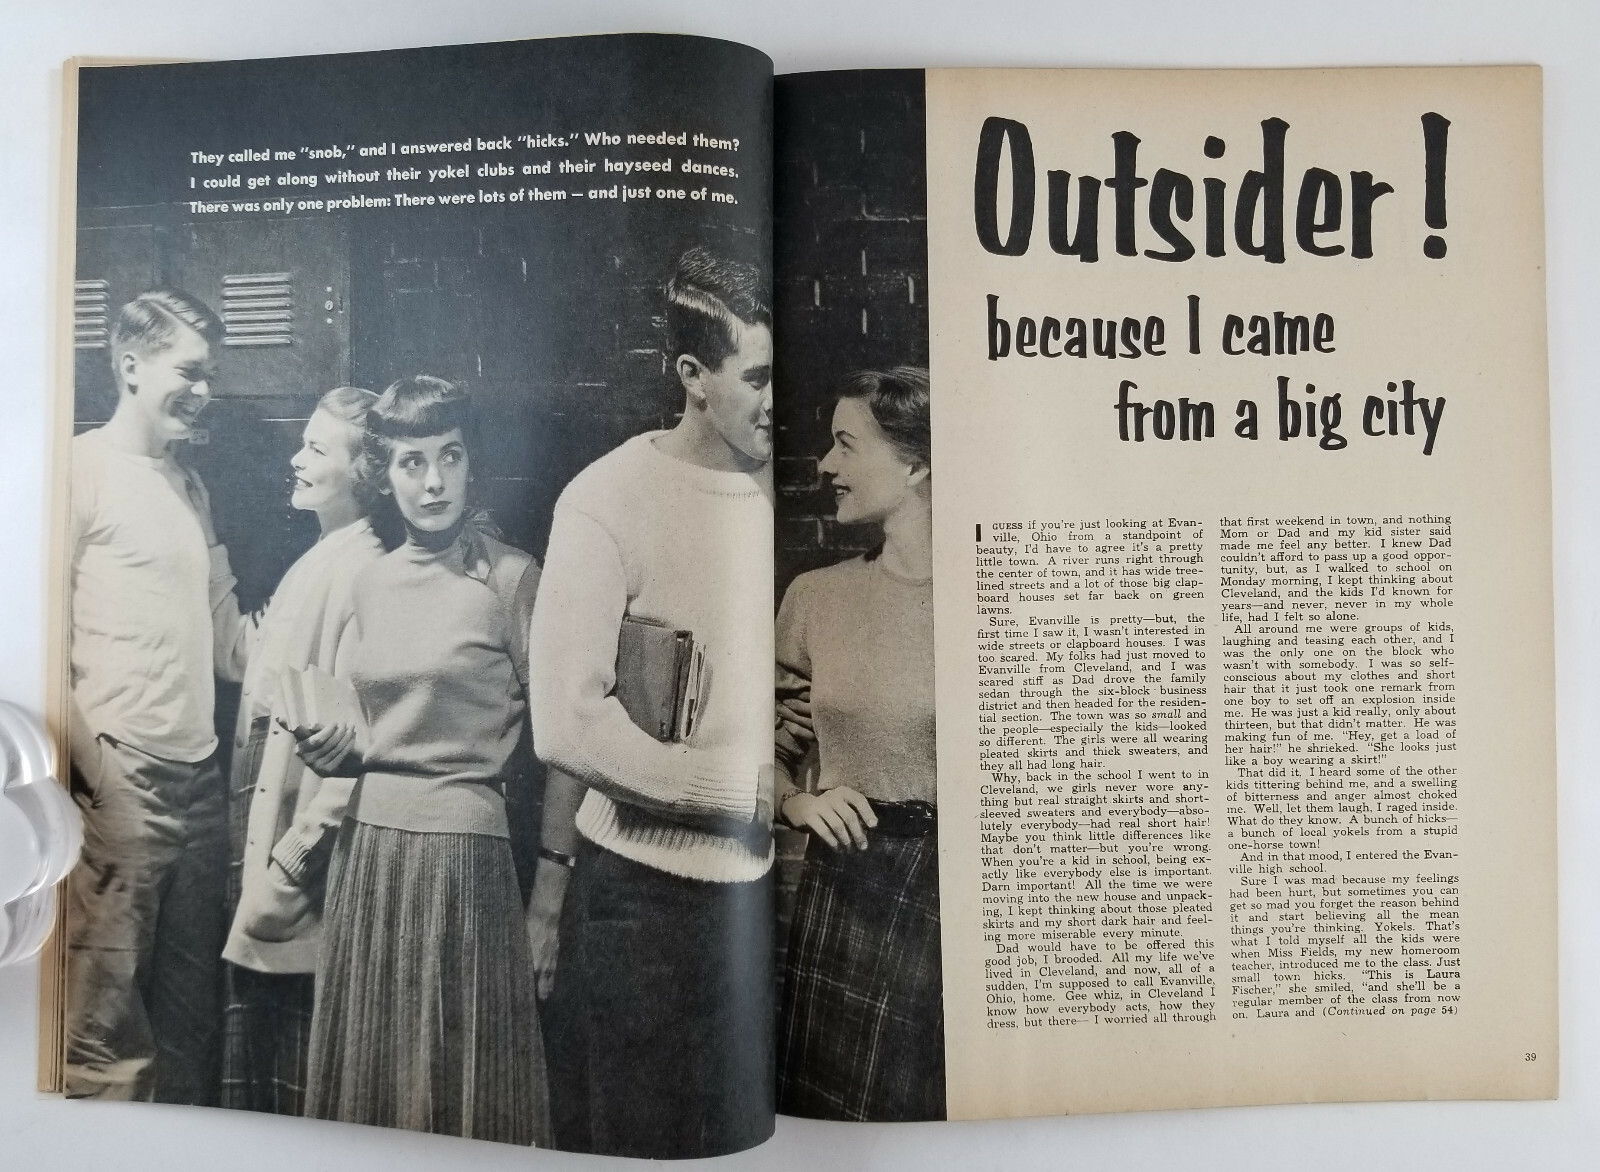 They called me "snob," and I answered back "hicks." Who needed them?
I could get along without their yokel clubs and their hayseed dances.
There was only one problem: There were lots of them — and just one of me.
Outsider!
because I came
from a big city
I GUESS if you're just looking at Evan-
ville, Ohio from a standpoint of
beauty, I'd have to agree it's a pretty
little town. A river runs right through
the center of town, and it has wide tree-
lined streets and a lot of those big clap-
board houses set far back on green
lawns.
Sure, Evanville is pretty—but, the
first time I saw it, I wasn't interested in
wide streets or clapboard houses. I was
too scared. My folks had just moved to
Evanville from Cleveland, and I was
scared stiff as Dad drove the family
sedan through the six-block business
district and then headed for the residen-
tial section. The town was so small and
the people—especially the kids—looked
so different. The girls were all wearing
pleated skirts and thick sweaters, and
they all had long hair.
Why, back in the school I went to in
Cleveland, we girls never wore any-
thing but real straight skirts and short-
sleeved sweaters and everybody—abso-
lutely everybody—had real short hair!
Maybe you think little differences like
that don't matter—but you're wrong.
When you're a kid in school, being ex-
actly like everybody else is important.
Darn important! All the time we were
moving into the new house and unpack-
ing, I kept thinking about those pleated
skirts and my short dark hair and feel-
ing more miserable every minute.
Dad would have to be offered this
good job, I brooded. All my life we've
lived in Cleveland, and now, all of a
sudden, I'm supposed to call Evanville,
Ohio, home. Gee whiz, in Cleveland I
know how everybody acts, how they
dress, but there— I worried all through
that first weekend in town, and nothing
Mom or Dad and my kid sister said
made me feel any better. I knew Dad
couldn't afford to pass up a good oppor-
tunity, but, as I walked to school on
Monday morning, I kept thinking about
Cleveland, and the kids I'd known for
years—and never, never in my whole
life, had I felt so alone.
All around me were groups of kids,
laughing and teasing each other, and I
was the only one on the block who
wasn't with somebody. I was so self-
conscious about my clothes and short
hair that it just took one remark from
one boy to set off an explosion inside
me. He was just a kid really, only about
thirteen, but that didn't matter. He was
making fun of me. "Hey, get a load of
her hair!" he shrieked. "She looks just
like a boy wearing a skirt!"
That did it, I heard some of the other
kids tittering behind me, and a swelling
of bitterness and anger almost choked
me. Well, let them laugh, I raged inside.
What do they know. A bunch of hicks—
a bunch of local yokels from a stupid
one-horse town!
And in that mood, I entered the Evan-
ville high school.
Sure I was mad because my feelings
had been hurt, but sometimes you can
get so mad you forget the reason behind
it and start believing all the mean
things you're thinking. Yokels. That's
what I told myself all the kids were
when Miss Fields, my new homeroom
teacher, introduced me to the class. Just
small town hicks. "This is Laura
Fischer," she smiled, "and she'll be a
regular member of the class from now
on. Laura and (Continued on page 54)
39